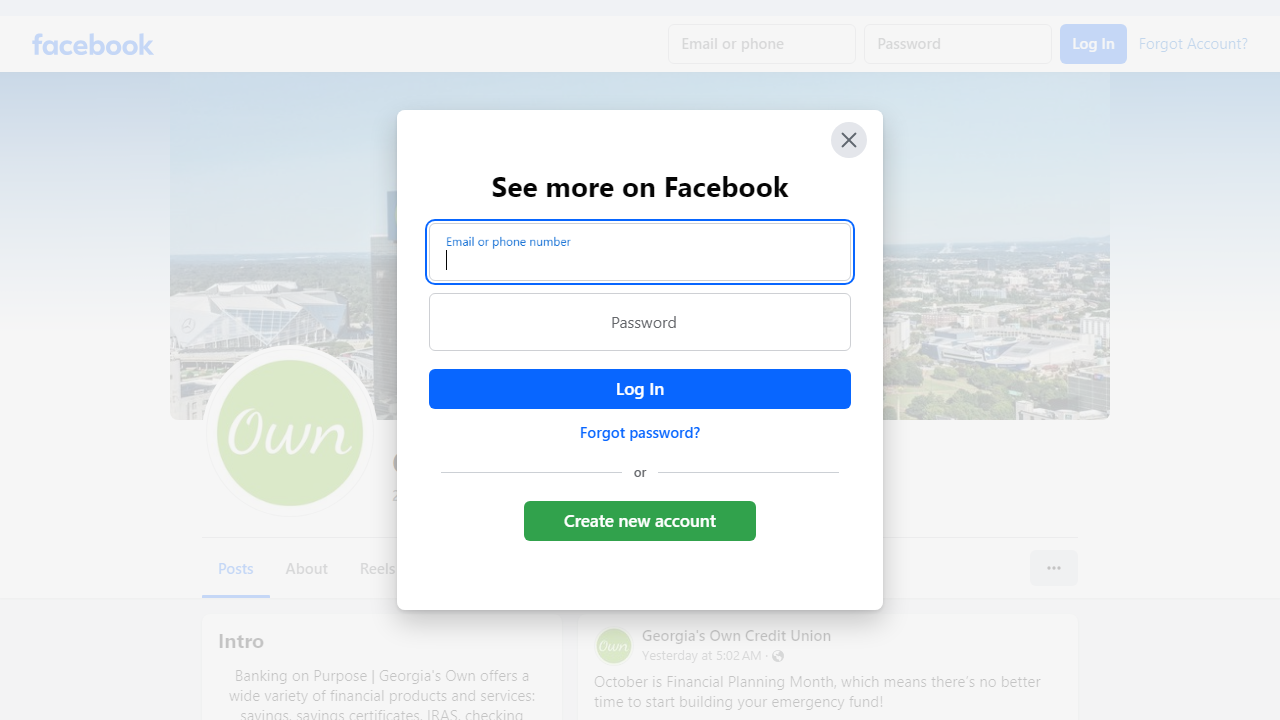 facebook
Email or phone
Password
Log In
Forgot Account?
See more on Facebook
Email or phone number
Password
Log In
Forgot password?
or
Create new account
Own
Posts
About
Reels
Intro
Banking on Purpose | Georgia's Own offers a
wide variety of financial products and services:
savings, savings certificates, IRAS, checking
Own
Georgia's Own Credit Union
Yesterday at 5:02 AM ·
October is Financial Planning Month, which means there's no better
time to start building your emergency fund!